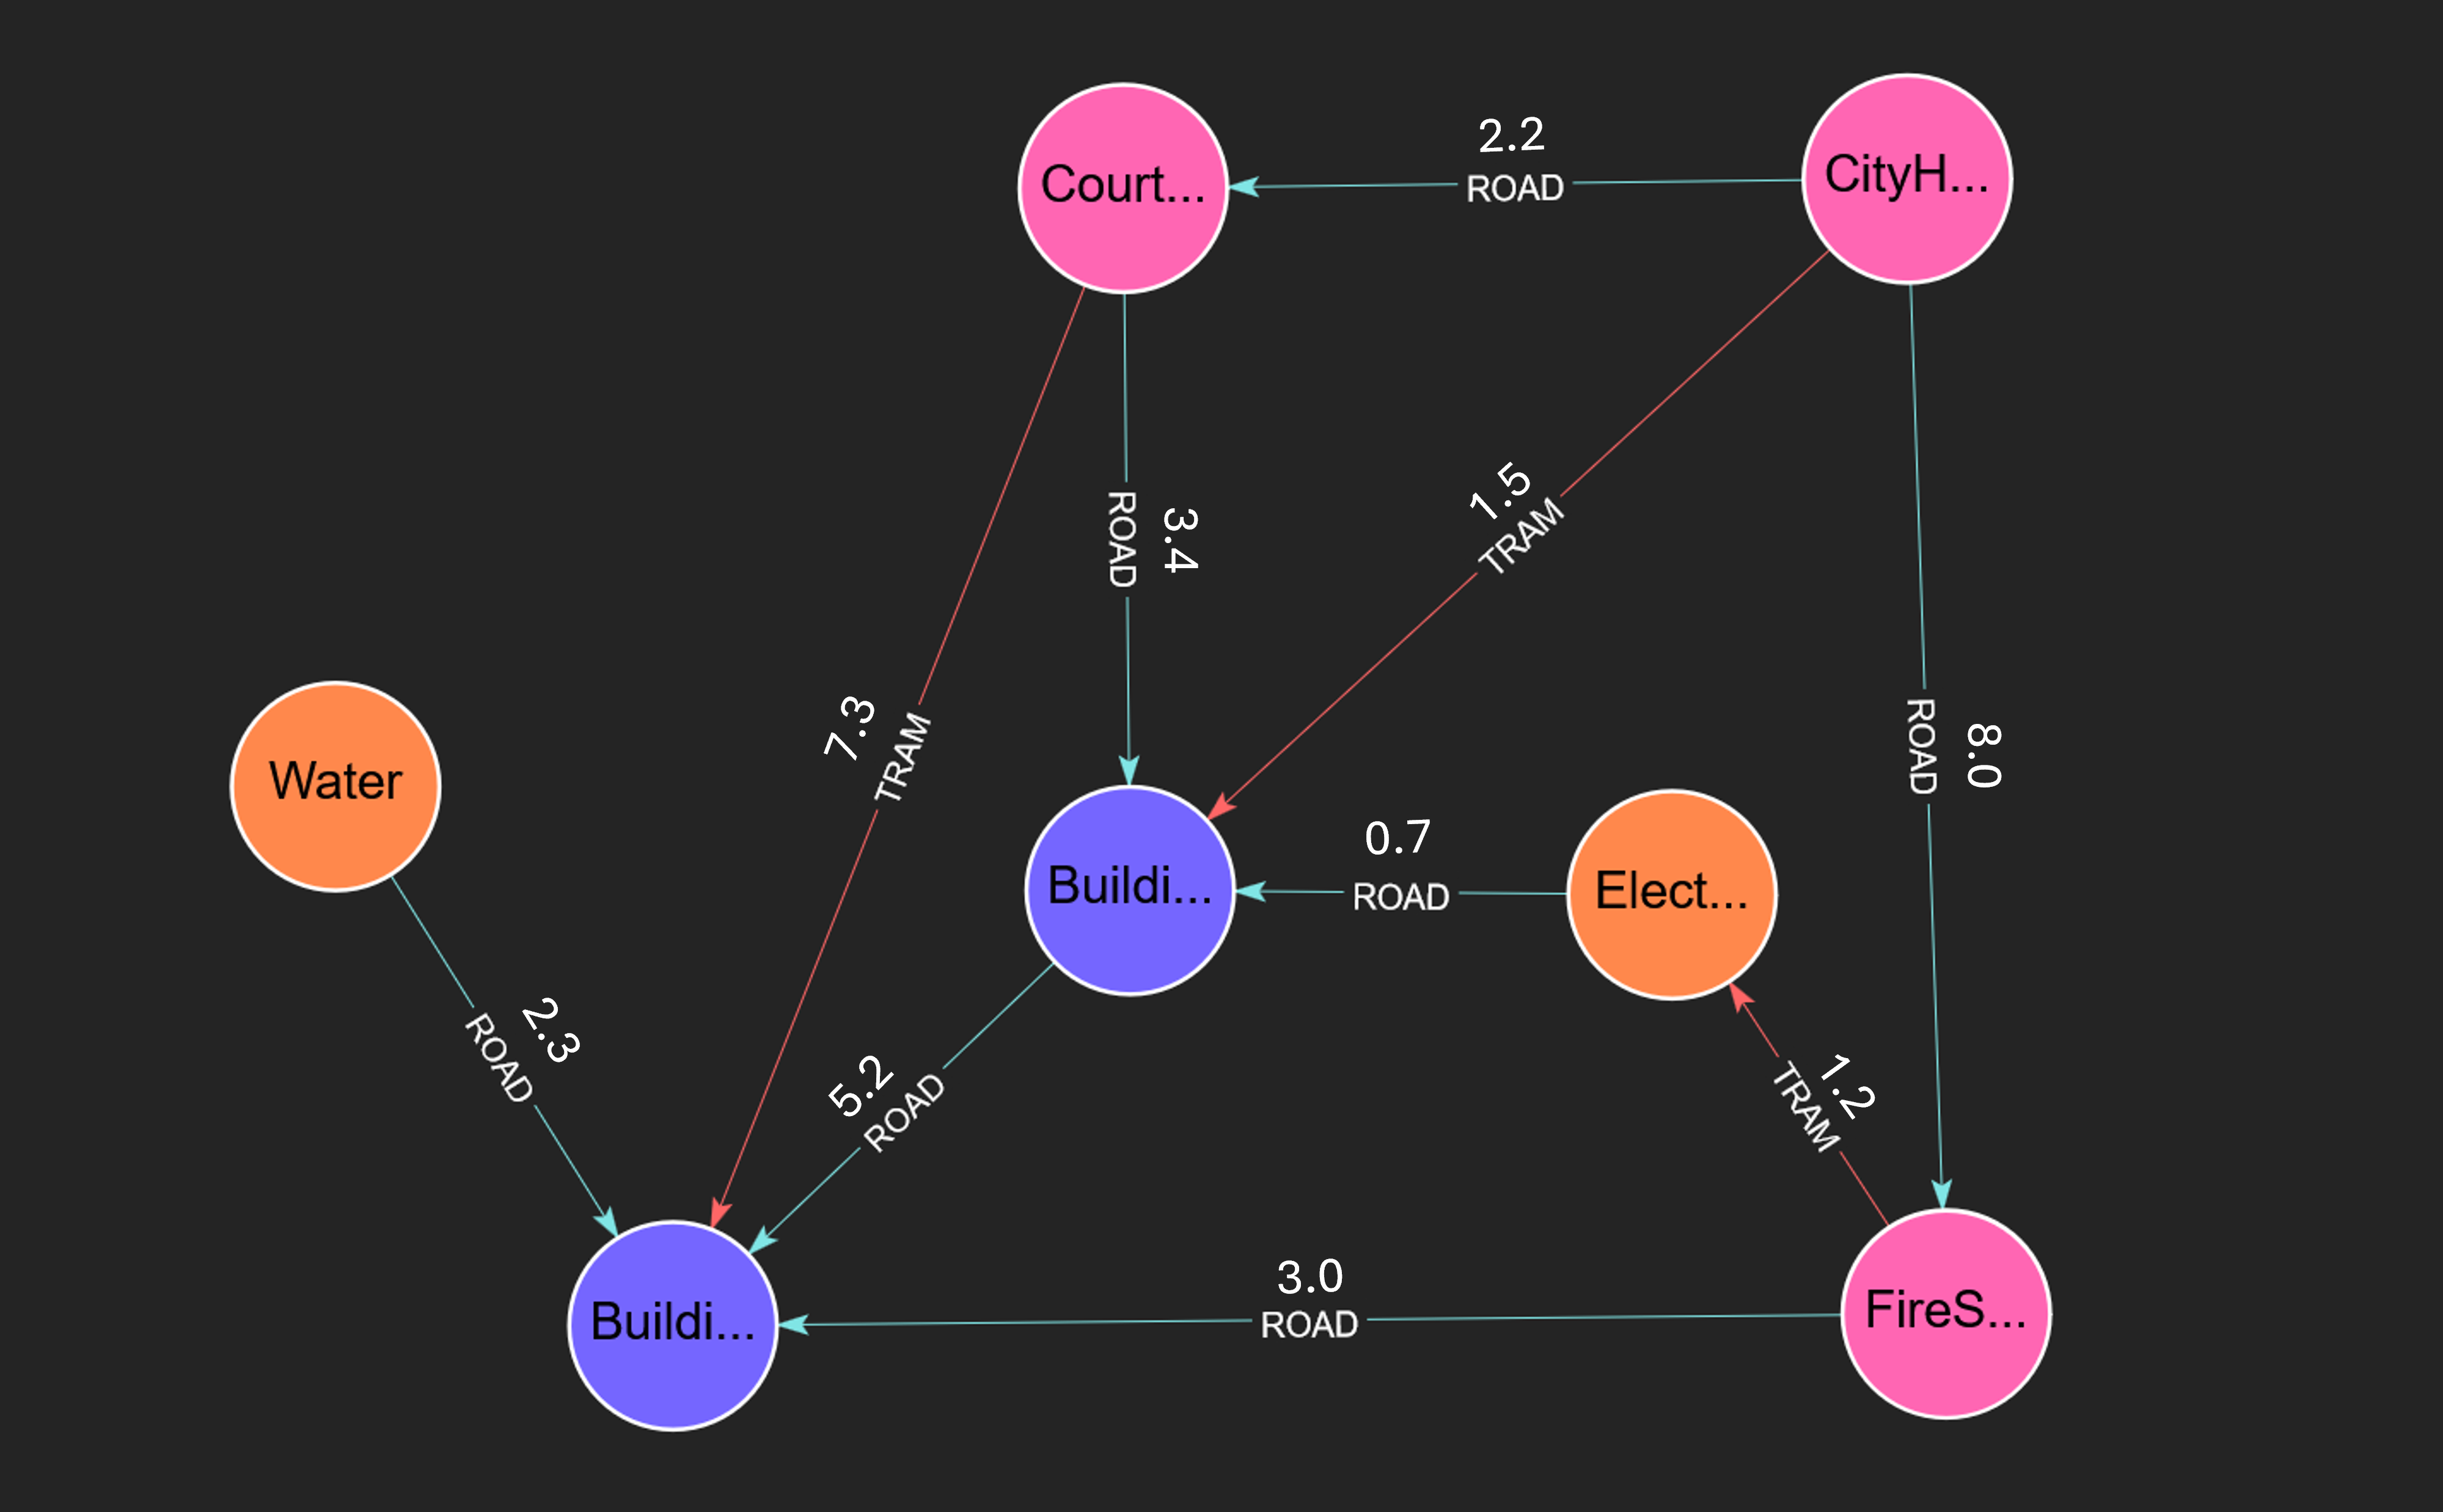 2.2
Court...
ROAD
CityH...
3.4
ROAD
1.5
TRAM
7.3
TRAM
8.0
ROAD
Water
0.7
Buildi...
ROAD
Elect...
2.3
ROAD
5.2
ROAD
1.2
TRAM
3.0
Buildi...
ROAD
FireS...